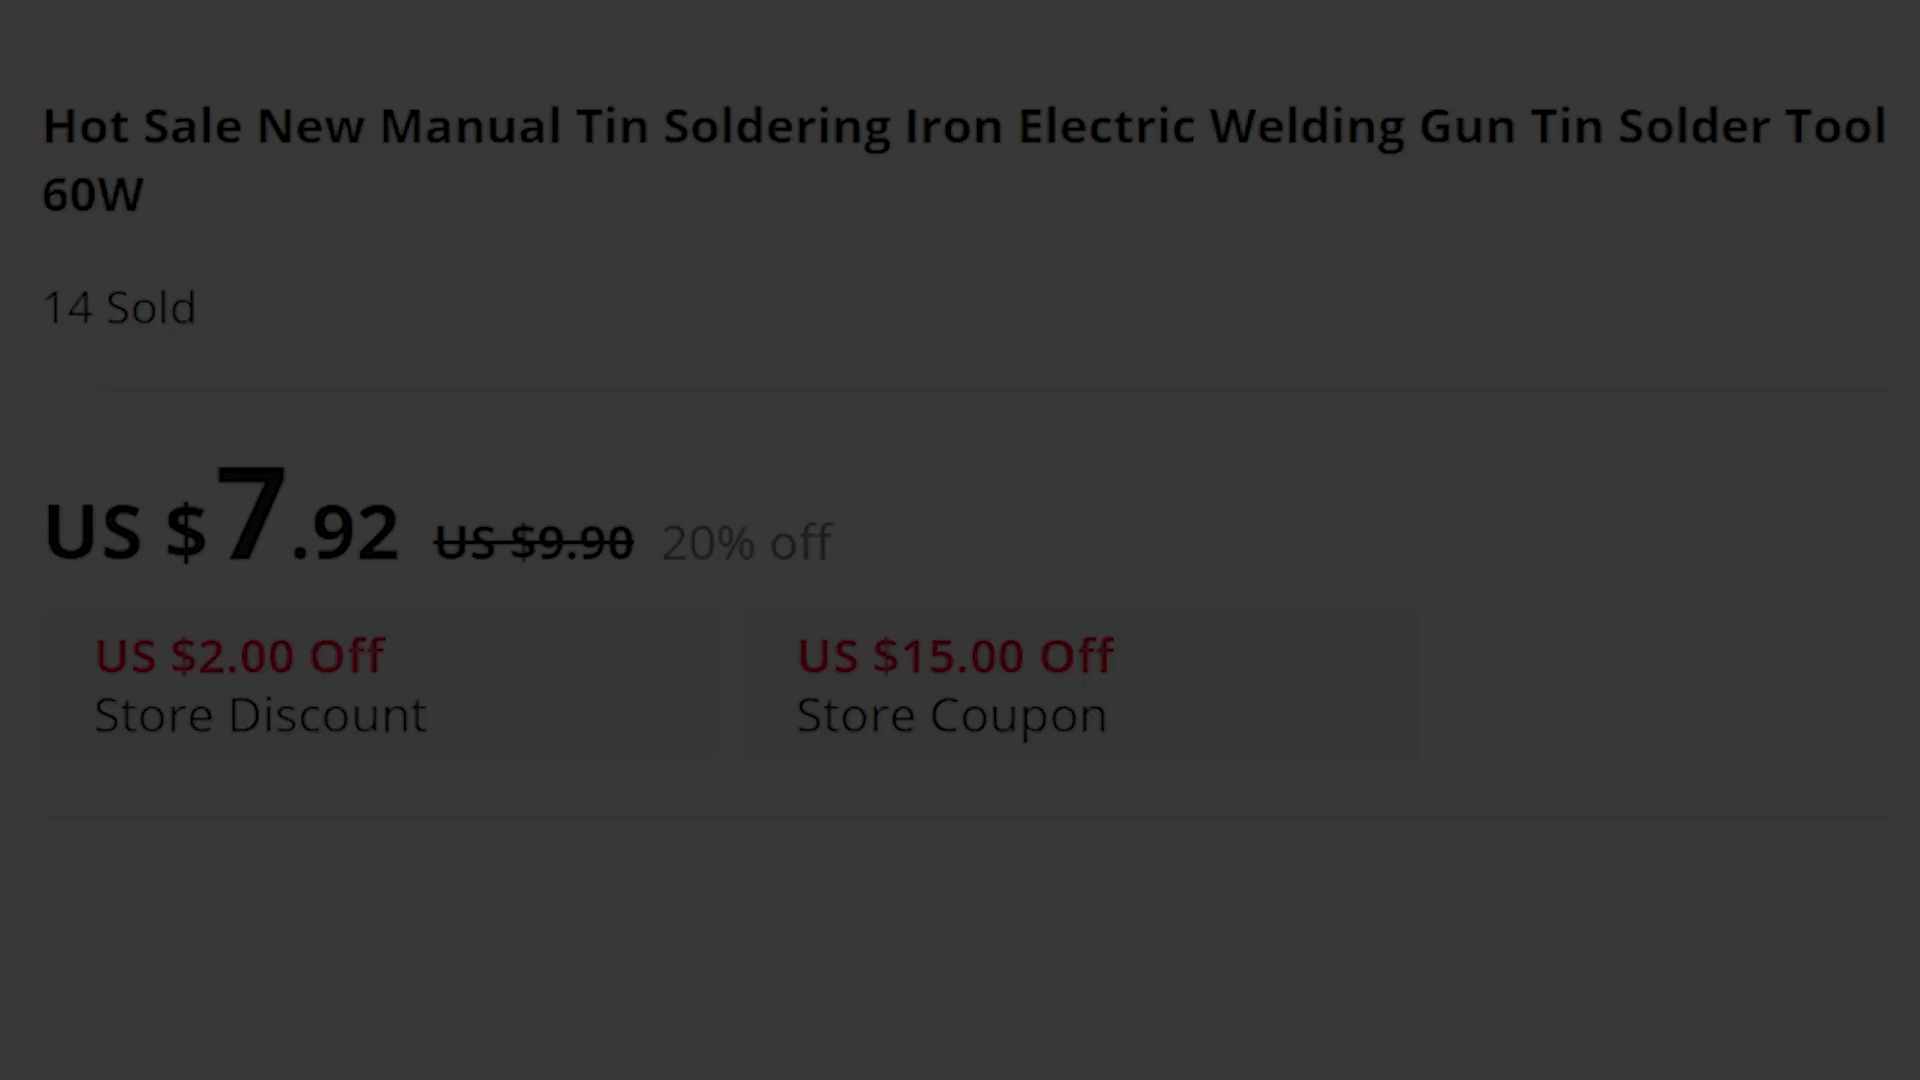 Hot Sale New Manual Tin Soldering Iron Electric Welding Gun Tin Solder Tool
60W
14 Sold
US $7.92 US $9.90 20% off
US $2.00 Off US $15.00 Off
Store Discount Store Coupon